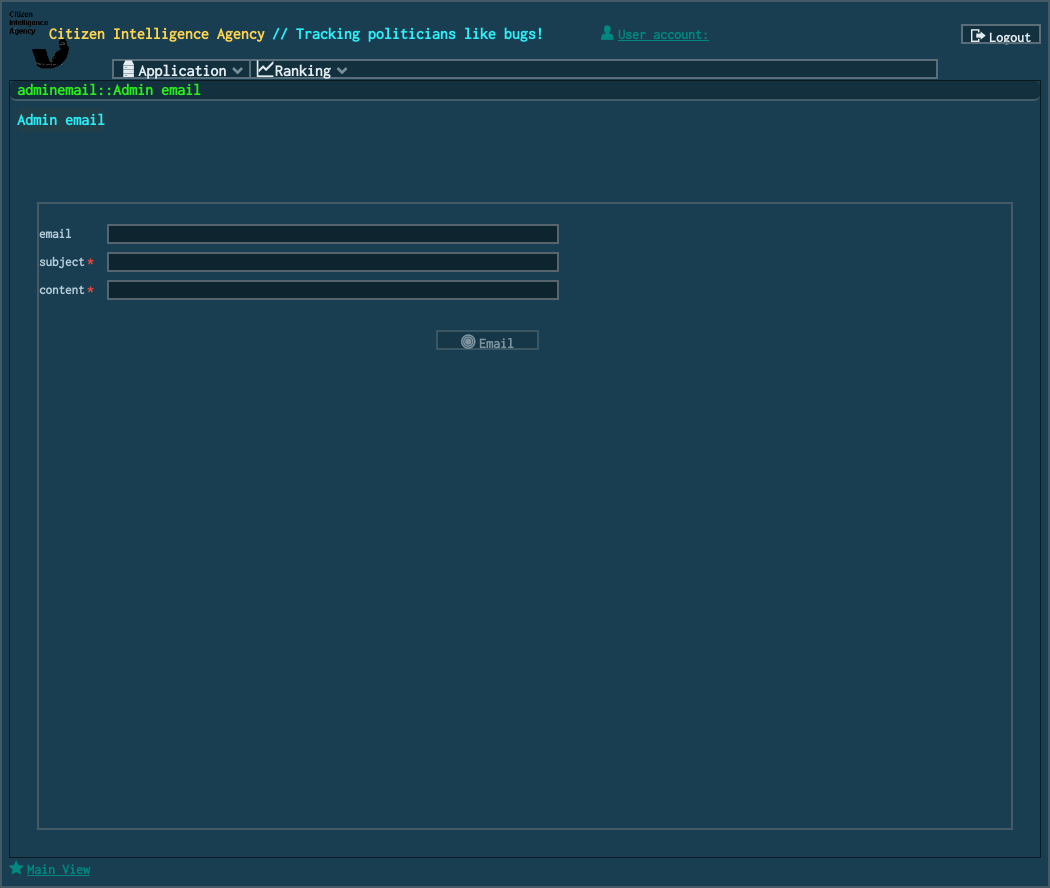 Citizen
Intelligence
Agency
Citizen Intelligence Agency // Tracking politicians like bugs!
User account:
Logout
Application
Ranking
adminemail::Admin email
Admin email
email
subject*
content*
Email
Main View